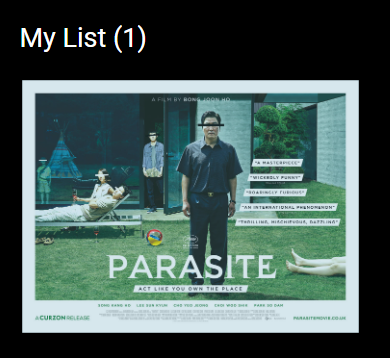 My List (1)
A FILM BY BONG JOON HO
"A MASTERPIECE"
"WICKEDLY FUNNY"
"ROARINGLY FURIOUS"
"AN INTERNATIONAL PHENOMENON"
"THRILLING, MISCHIEVOUS, DAZZLING"
PARASITE
ACT LIKE YOU OWN THE PLACE
SONG KANG HO LEE SUN KYUN CHO YEO JEONG CHOI WOO SHIK PARK SO DAM
A CURZON RELEASE
PARASITEMOVIE.CO.UK